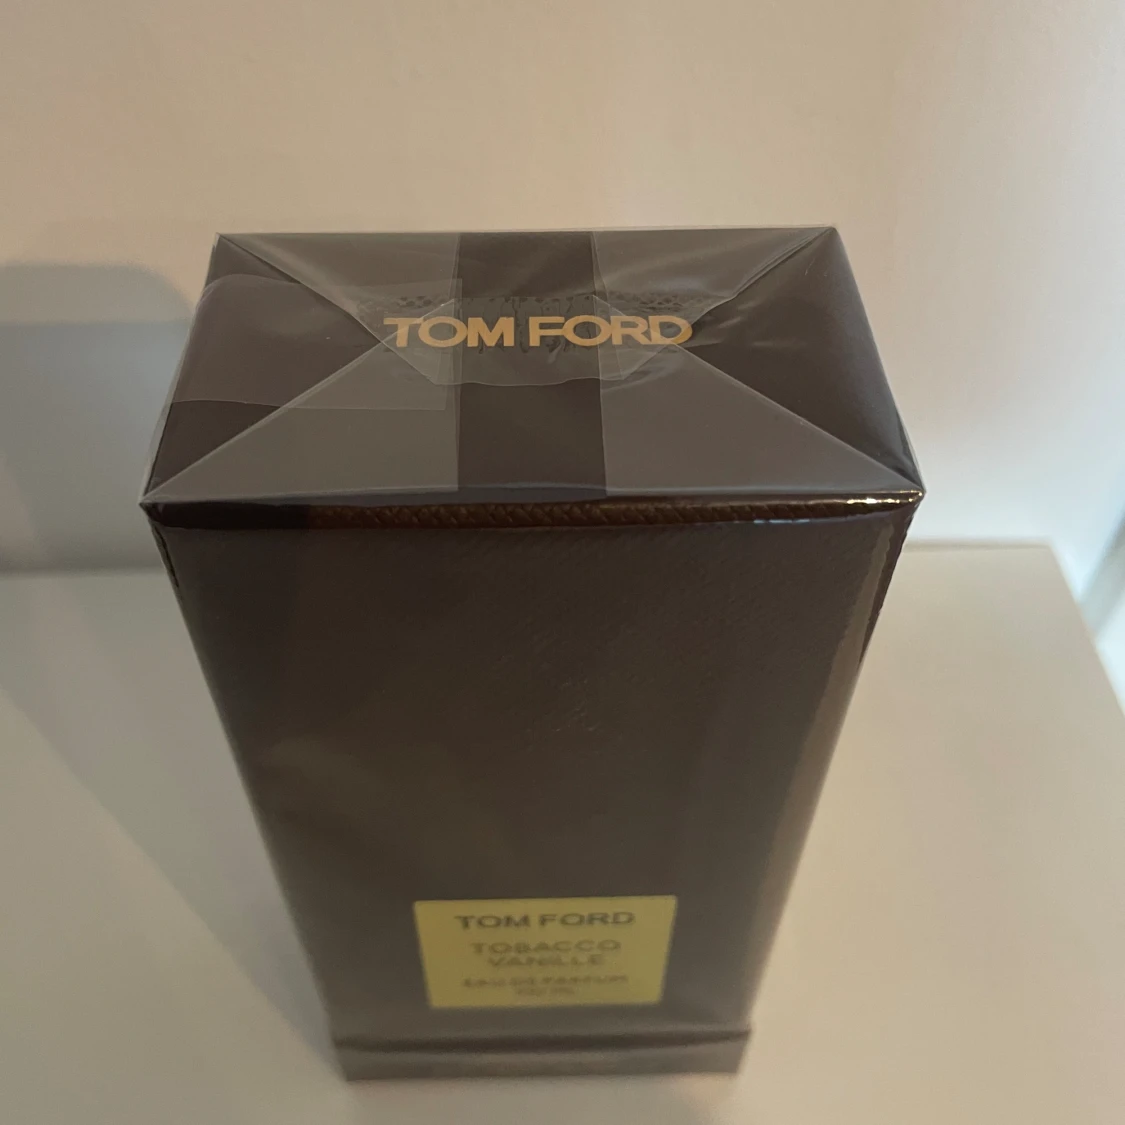 TOM FORD
TOM FORD
TOBACCO
VANILLE
EAU DE PARFUM